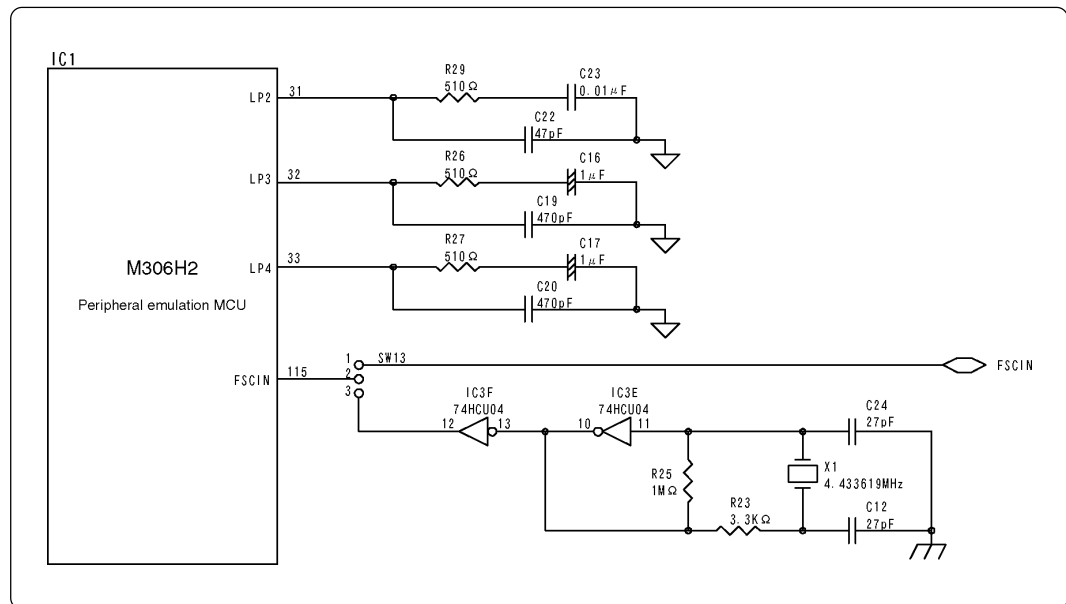 IC1
R29
510Ω
C23
0.01μF
LP2
31
C22
47pF
R26
510Ω
C16
1μF
LP3
32
C19
470pF
R27
510Ω
C17
1μF
LP4
33
M306H2
Peripheral emulation MCU
C20
470pF
1
SW13
FSCIN
FSCIN
115
2
3
IC3F
74HCU04
12
13
IC3E
74HCU04
10
11
C24
27pF
R25
1MΩ
X1
4.433619MHz
R23
3.3KΩ
C12
27pF